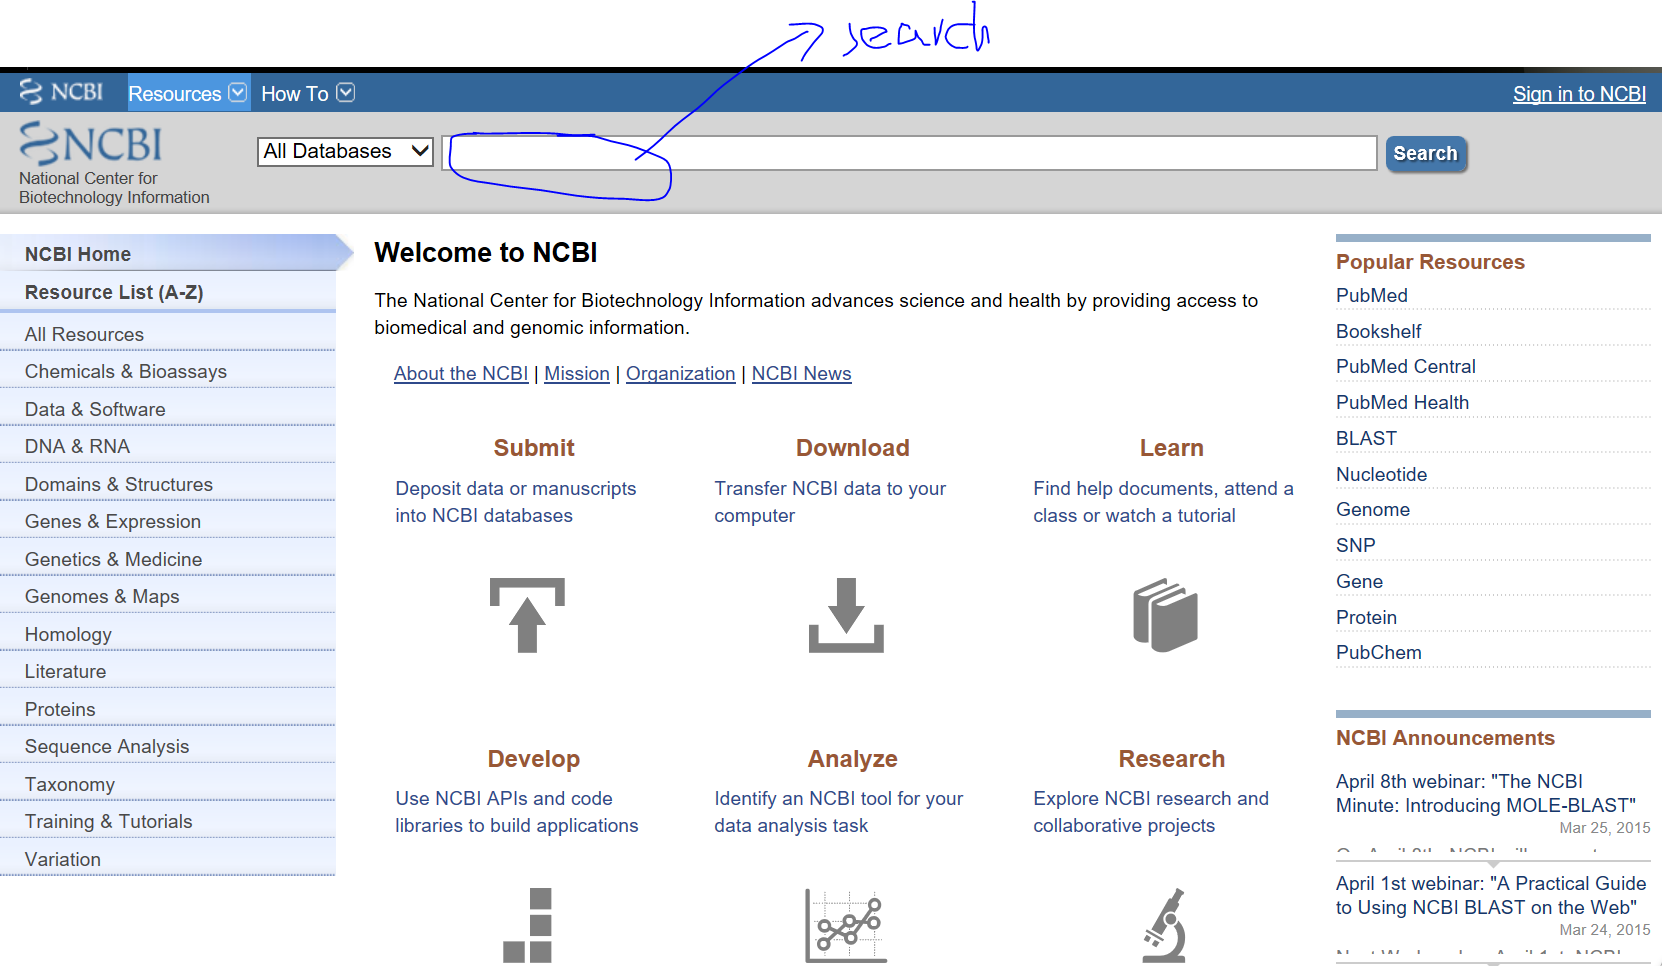 search
NCBI Resources How To Sign in to NCBI
NCBI
National Center for
Biotechnology Information
All Databases Search
NCBI Home
Resource List (A-Z)
All Resources
Chemicals & Bioassays
Data & Software
DNA & RNA
Domains & Structures
Genes & Expression
Genetics & Medicine
Genomes & Maps
Homology
Literature
Proteins
Sequence Analysis
Taxonomy
Training & Tutorials
Variation
Welcome to NCBI
The National Center for Biotechnology Information advances science and health by providing access to
biomedical and genomic information.
About the NCBI | Mission | Organization | NCBI News
Submit
Deposit data or manuscripts
into NCBI databases
Download
Transfer NCBI data to your
computer
Learn
Find help documents, attend a
class or watch a tutorial
Develop
Use NCBI APIs and code
libraries to build applications
Analyze
Identify an NCBI tool for your
data analysis task
Research
Explore NCBI research and
collaborative projects
Popular Resources
PubMed
Bookshelf
PubMed Central
PubMed Health
BLAST
Nucleotide
Genome
SNP
Gene
Protein
PubChem
NCBI Announcements
April 8th webinar: "The NCBI
Minute: Introducing MOLE-BLAST"
Mar 25, 2015
April 1st webinar: "A Practical Guide
to Using NCBI BLAST on the Web"
Mar 24, 2015